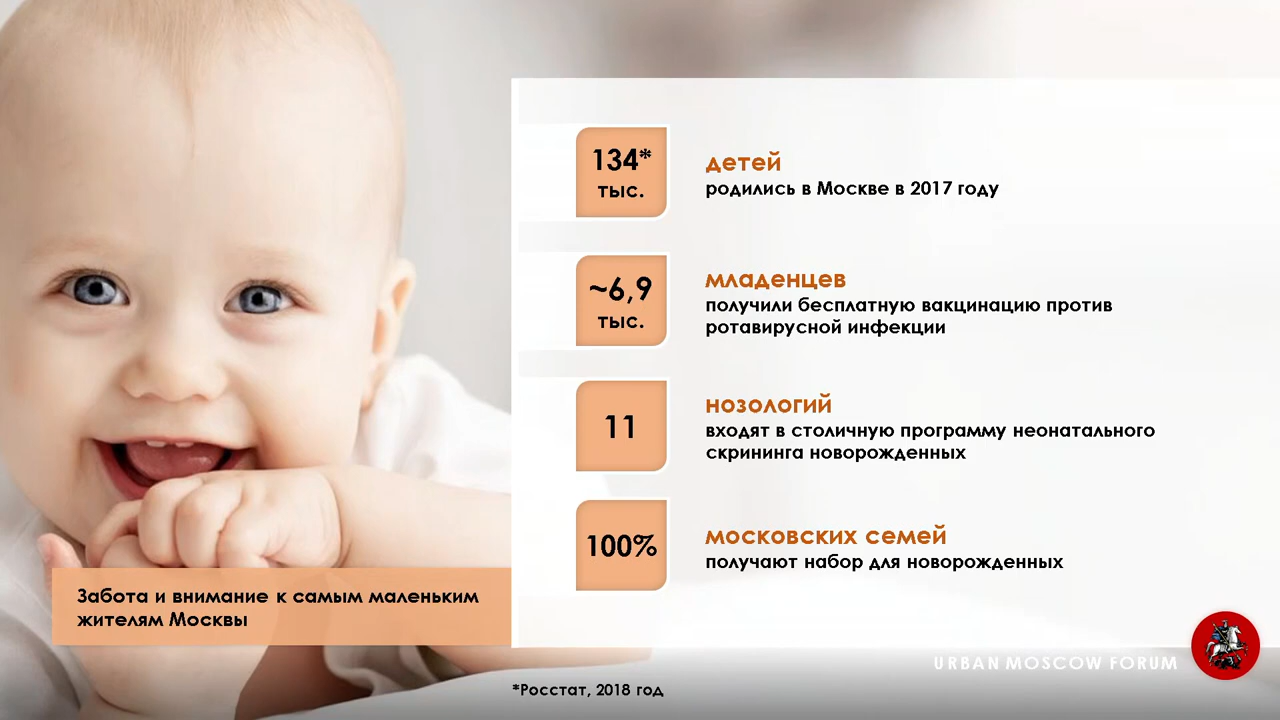 134*
тыс.
детей
родились в Москве в 2017 году
~6,9
тыс.
младенцев
получили бесплатную вакцинацию против
ротавирусной инфекции
11
нозологий
входят в столичную программу неонатального
скрининга новорожденных
100%
московских семей
получают набор для новорожденных
Забота и внимание к самым маленьким
жителям Москвы
URBAN MOSCOW FORUM
*Росстат, 2018 год